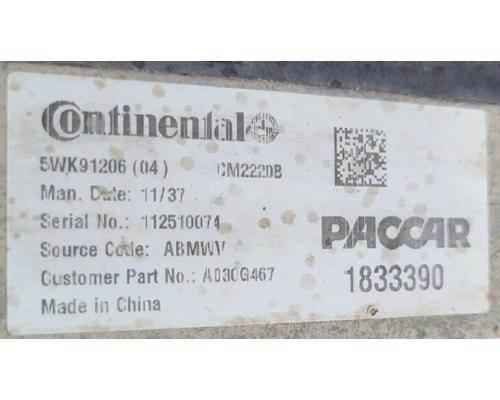 Continental
5WK91206 (04) CM2220B
Man. Date: 11/37
Serial No.: 112510074
Source Code: ABMWV
Customer Part No.: A030G467
Made in China
PACCAR
1833390